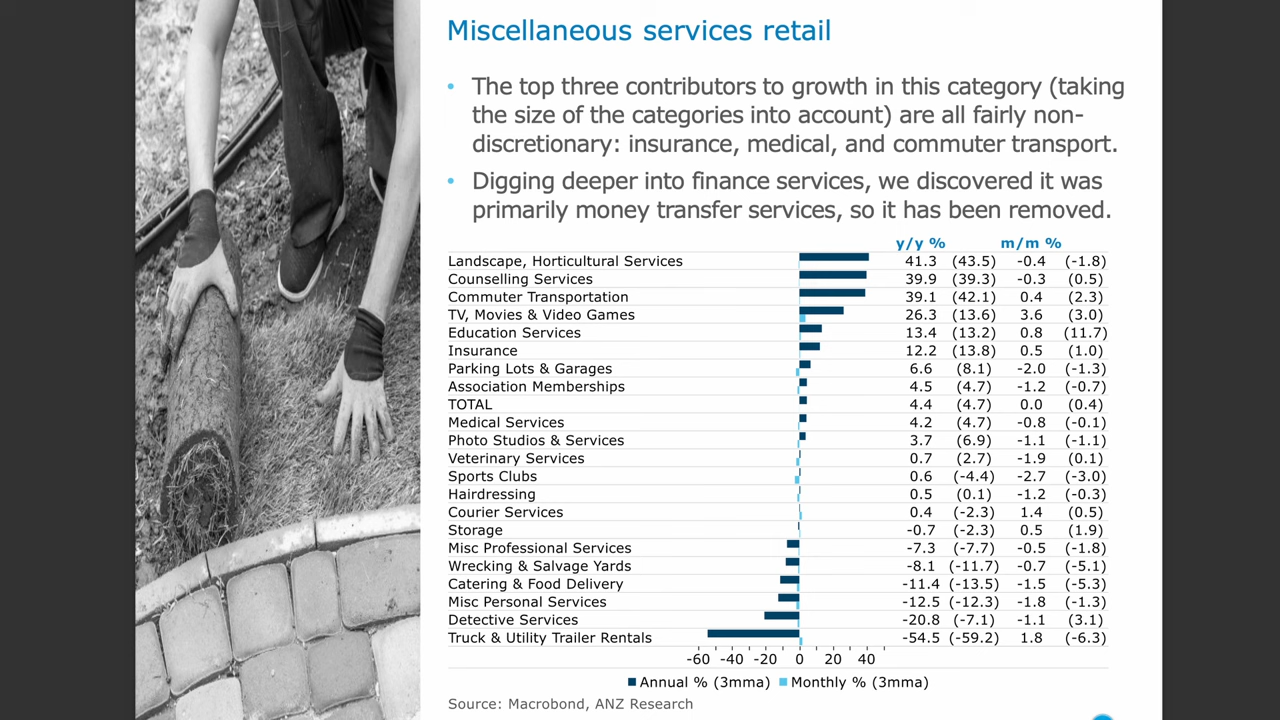 Miscellaneous services retail
• The top three contributors to growth in this category (taking
the size of the categories into account) are all fairly non-
discretionary: insurance, medical, and commuter transport.
• Digging deeper into finance services, we discovered it was
primarily money transfer services, so it has been removed.
y/y % m/m %
Landscape, Horticultural Services 41.3 (43.5) -0.4 (-1.8)
Counselling Services 39.9 (39.3) -0.3 (0.5)
Commuter Transportation 39.1 (42.1) 0.4 (2.3)
TV, Movies & Video Games 26.3 (13.6) 3.6 (3.0)
Education Services 13.4 (13.2) 0.8 (11.7)
Insurance 12.2 (13.8) 0.5 (1.0)
Parking Lots & Garages 6.6 (8.1) -2.0 (-1.3)
Association Memberships 4.5 (4.7) -1.2 (-0.7)
TOTAL 4.4 (4.7) 0.0 (0.4)
Medical Services 4.2 (4.7) -0.8 (-0.1)
Photo Studios & Services 3.7 (6.9) -1.1 (-1.1)
Veterinary Services 0.7 (2.7) -1.9 (0.1)
Sports Clubs 0.6 (-4.4) -2.7 (-3.0)
Hairdressing 0.5 (0.1) -1.2 (-0.3)
Courier Services 0.4 (-2.3) 1.4 (0.5)
Storage -0.7 (-2.3) 0.5 (1.9)
Misc Professional Services -7.3 (-7.7) -0.5 (-1.8)
Wrecking & Salvage Yards -8.1 (-11.7) -0.7 (-5.1)
Catering & Food Delivery -11.4 (-13.5) -1.5 (-5.3)
Misc Personal Services -12.5 (-12.3) -1.8 (-1.3)
Detective Services -20.8 (-7.1) -1.1 (3.1)
Truck & Utility Trailer Rentals -54.5 (-59.2) 1.8 (-6.3)
-60 -40 -20 0 20 40
Annual % (3mma) Monthly % (3mma)
Source: Macrobond, ANZ Research